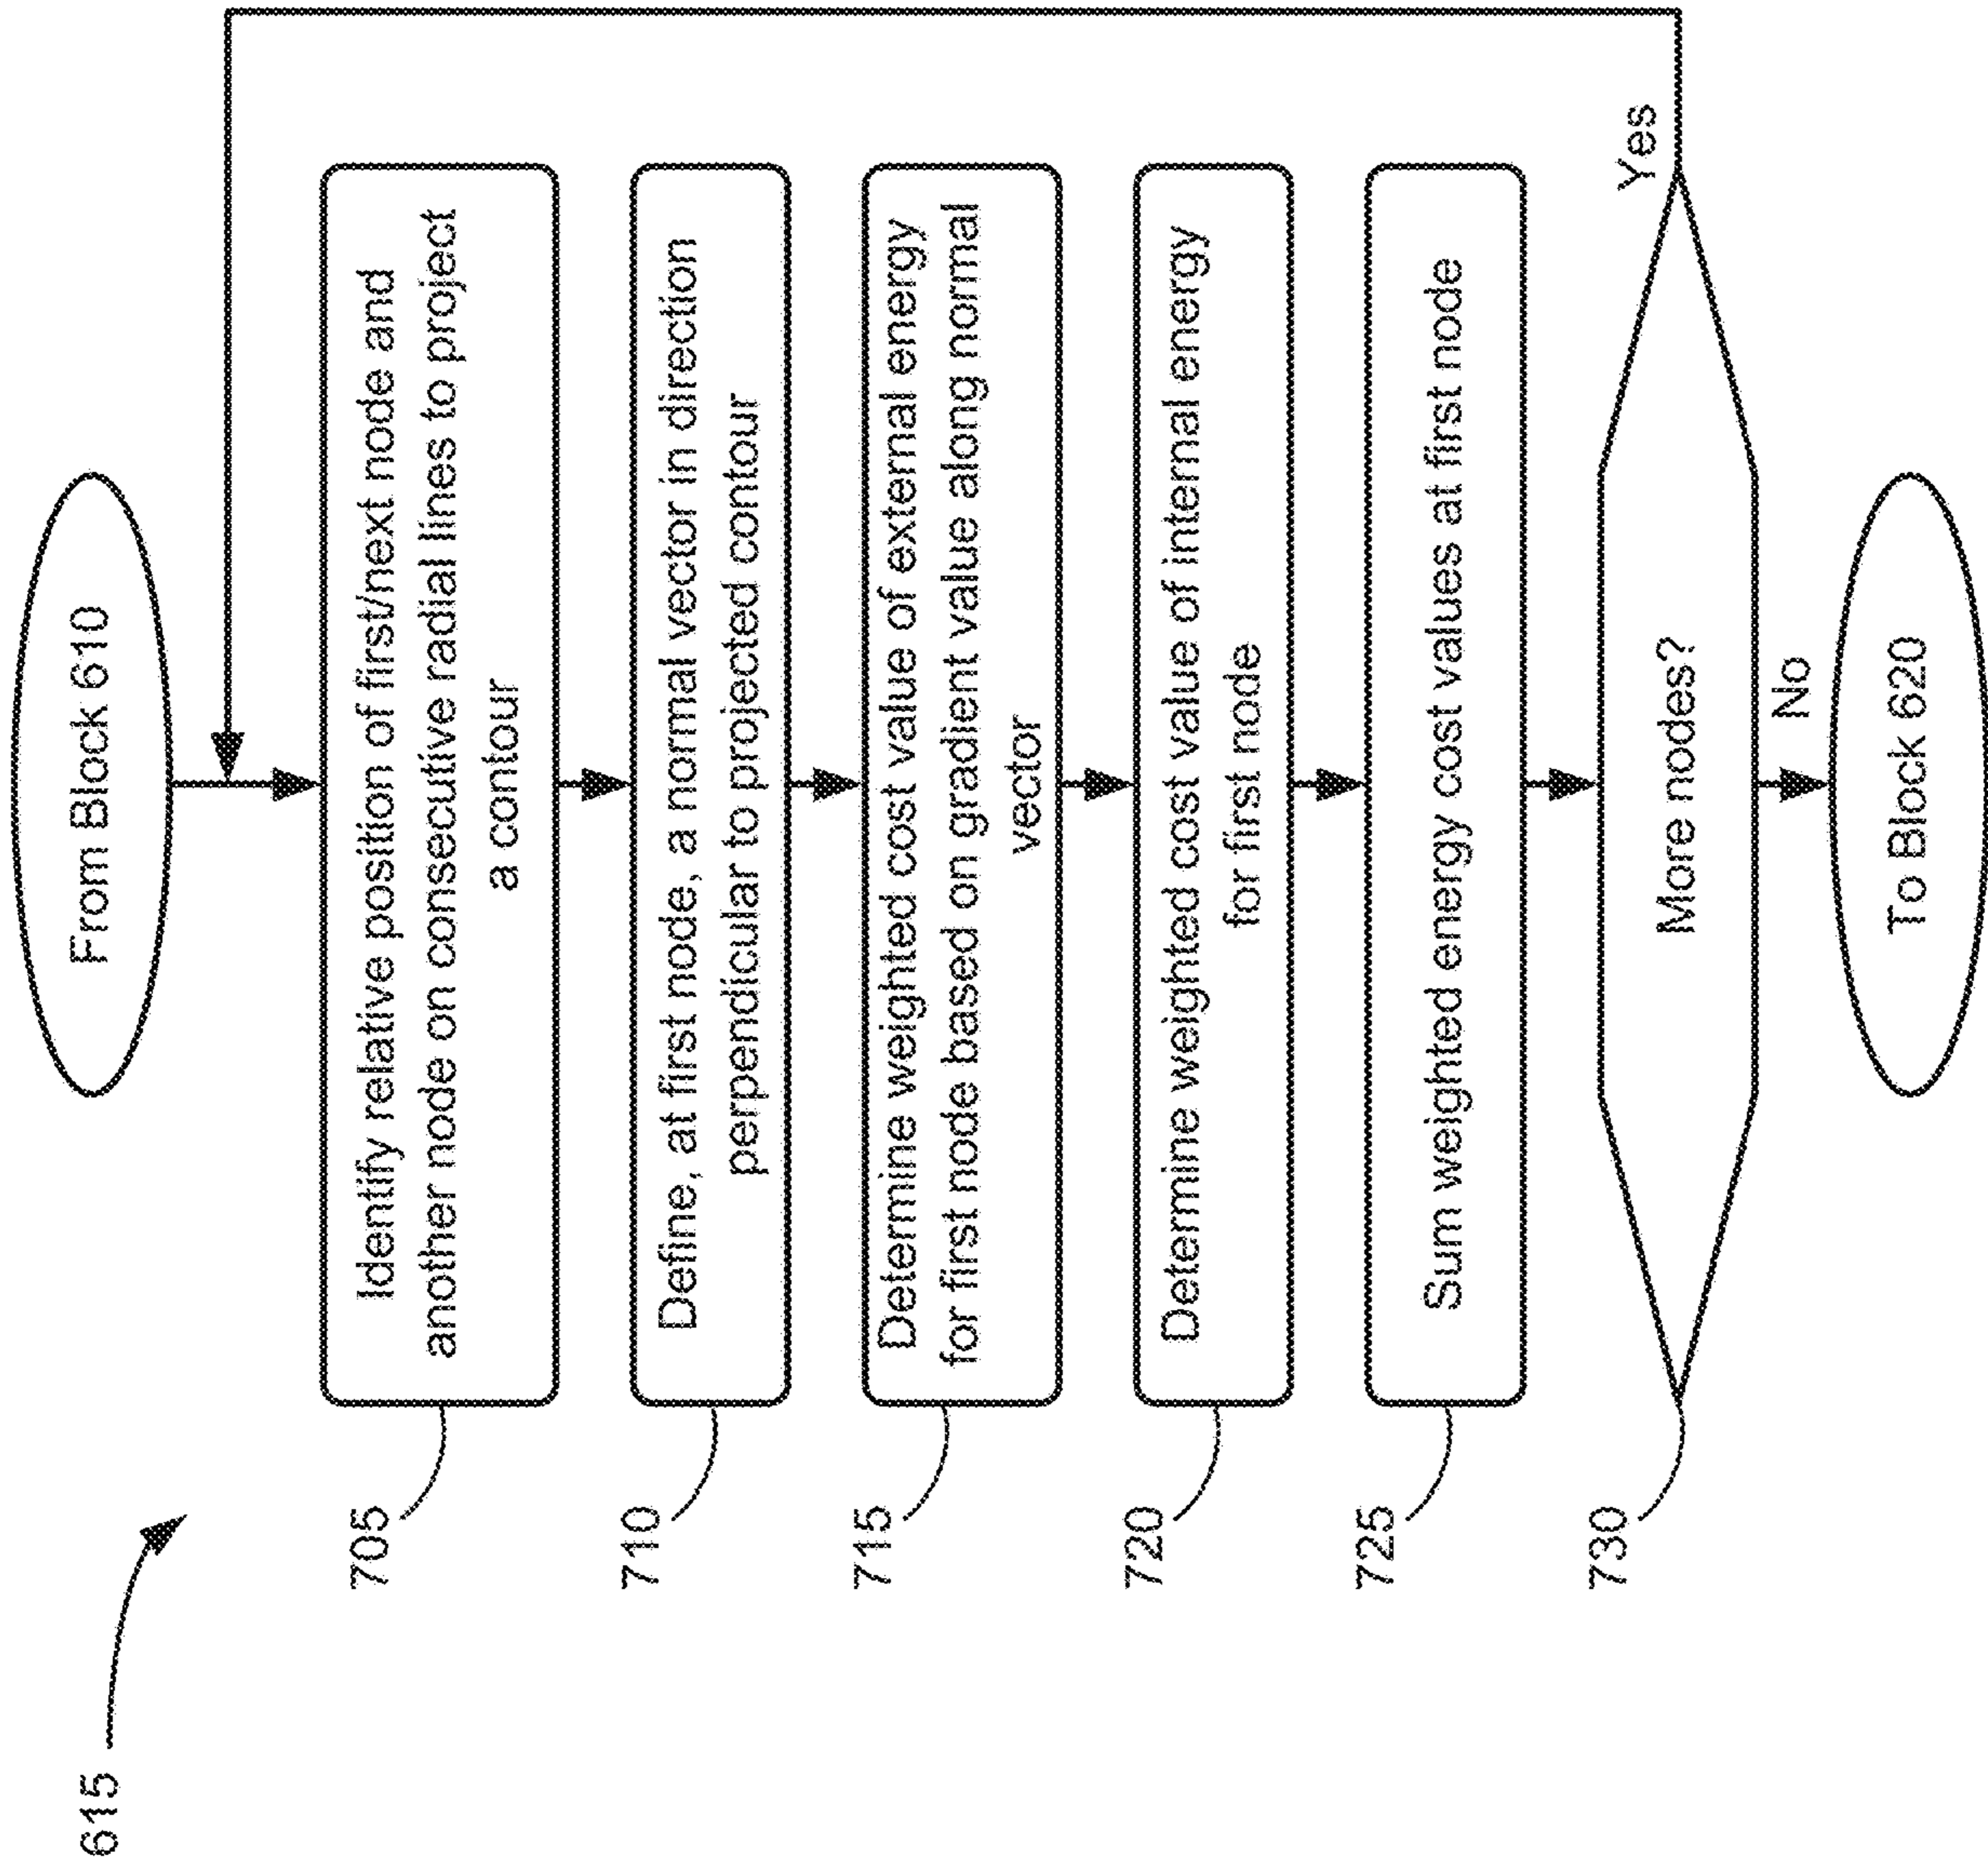 615
From Block 610
705
Identify relative position of first/next node and
another node on consecutive radial lines to project
a contour
710
Define, at first node, a normal vector in direction
perpendicular to projected contour
715
Determine weighted cost value of external energy
for first node based on gradient value along normal
vector
720
Determine weighted cost value of internal energy
for first node
725
Sum weighted energy cost values at first node
730
More nodes?
Yes
No
To Block 620